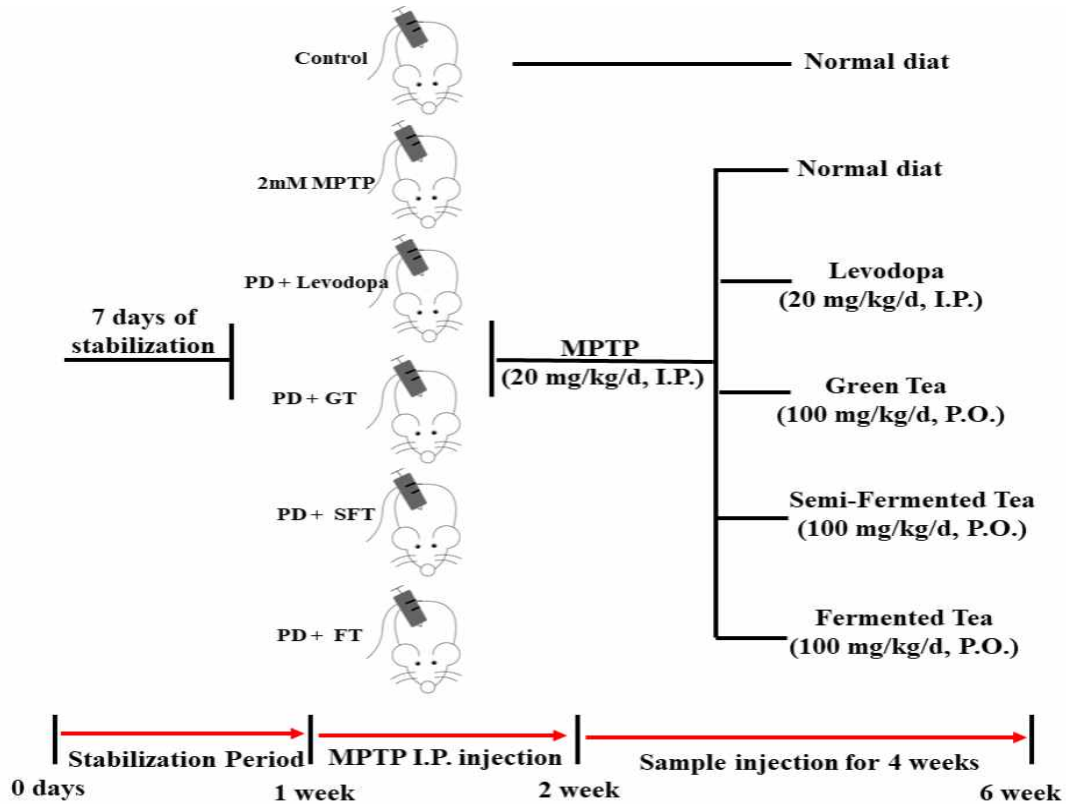 Control
Normal diat
2mM MPTP
Normal diat
PD + Levodopa
Levodopa
(20 mg/kg/d, I.P.)
7 days of
stabilization
MPTP
(20 mg/kg/d, I.P.)
PD + GT
Green Tea
(100 mg/kg/d, P.O.)
PD + SFT
Semi-Fermented Tea
(100 mg/kg/d, P.O.)
PD + FT
Fermented Tea
(100 mg/kg/d, P.O.)
Stabilization Period
MPTP I.P. injection
Sample injection for 4 weeks
0 days
1 week
2 week
6 week